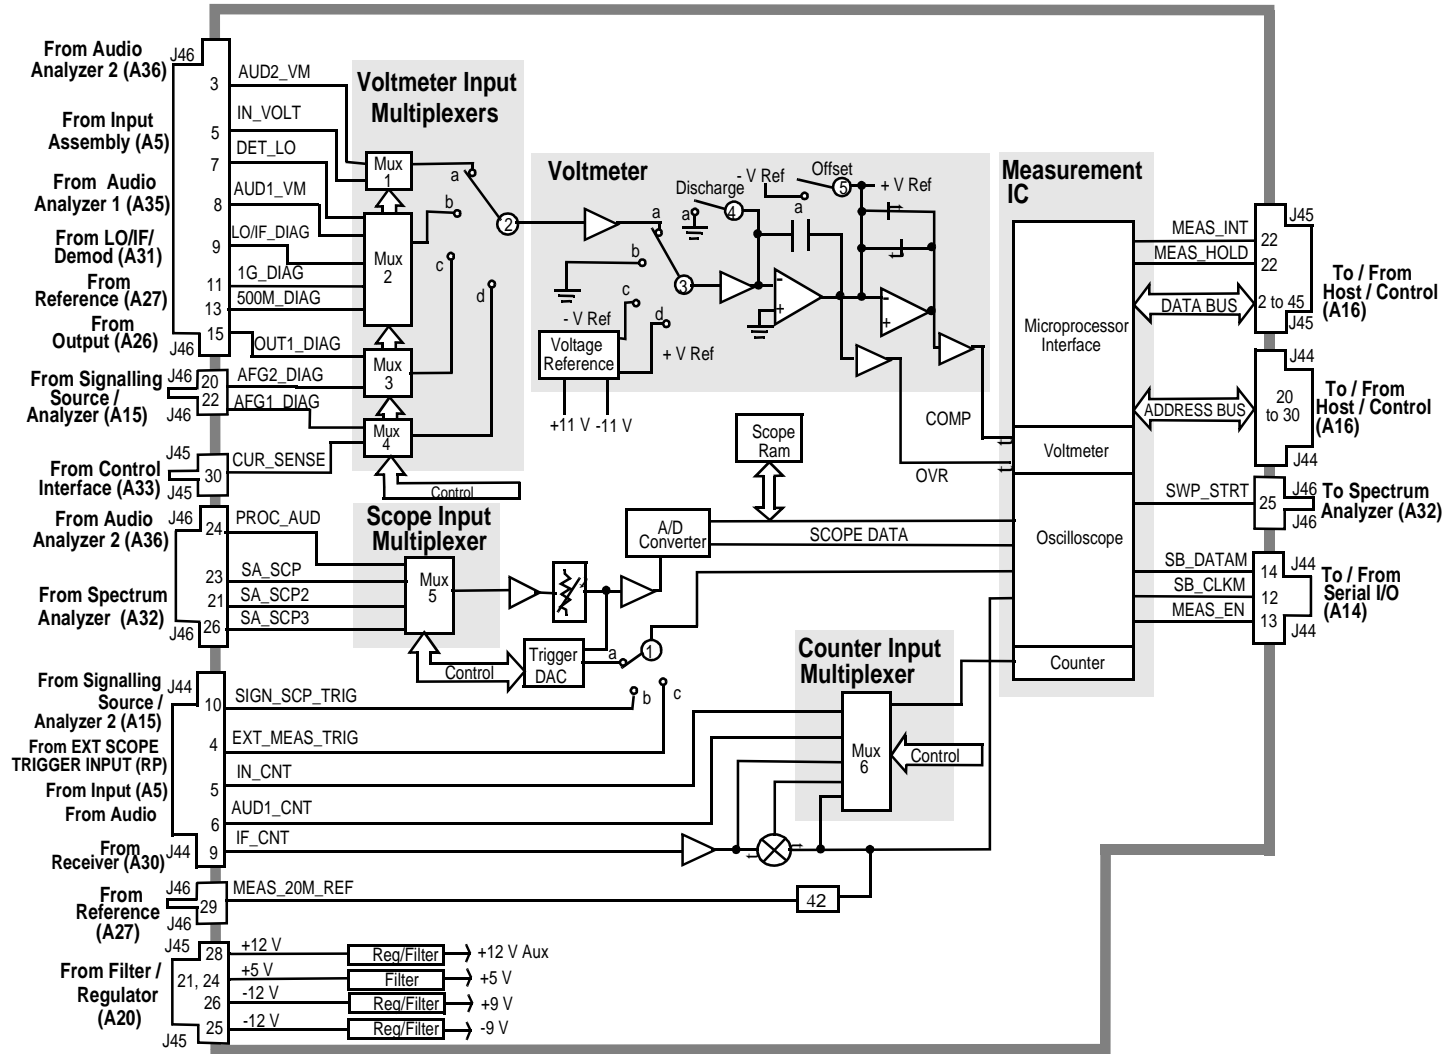 From Audio
Analyzer 2 (A36)
J46
3
AUD2_VM
From Input
Assembly (A5)
5
IN_VOLT
7
DET_LO
From Audio
Analyzer 1 (A35)
8
AUD1_VM
From LO/IF/
Demod (A31)
9
LO/IF_DIAG
From
Reference (A27)
11
1G_DIAG
13
500M_DIAG
From
Output (A26)
15
J46
OUT1_DIAG
From Signalling
Source /
Analyzer (A15)
J46
20
22
J46
AFG2_DIAG
AFG1_DIAG
From Control
Interface (A33)
J45
30
J45
CUR_SENSE
Voltmeter Input
Multiplexers
Mux
1
Mux
2
Mux
3
Mux
4
a
b
c
d
2
Control
Voltmeter
a
b
c
d
3
- V Ref
+ V Ref
Voltage
Reference
+11 V
-11 V
Discharge
a
4
- V Ref
Offset
5
+ V Ref
a
-
+
-
+
COMP
OVR
Measurement
IC
Microprocessor
Interface
Voltmeter
Oscilloscope
Counter
MEAS_INT
22
MEAS_HOLD
22
DATA BUS
2 to 45
J45
J45
To / From
Host / Control
(A16)
ADDRESS BUS
J44
20
to 30
J44
To / From
Host / Control
(A16)
SWP_STRT
25
J46
J46
To Spectrum
Analyzer (A32)
SB_DATAM
14
SB_CLKM
12
MEAS_EN
13
J44
J44
To / From
Serial I/O
(A14)
Scope
Ram
A/D
Converter
SCOPE DATA
From Audio
Analyzer 2 (A36)
J46
24
PROC_AUD
From Spectrum
Analyzer (A32)
23
SA_SCP
21
SA_SCP2
26
SA_SCP3
J46
Scope Input
Multiplexer
Mux
5
Control
Trigger
DAC
a
b
c
1
From Signalling
Source /
Analyzer 2 (A15)
J44
10
SIGN_SCP_TRIG
From EXT SCOPE
TRIGGER INPUT (RP)
4
EXT_MEAS_TRIG
From Input (A5)
5
IN_CNT
From Audio
6
AUD1_CNT
From
Receiver (A30)
J44
9
IF_CNT
Counter Input
Multiplexer
Mux
6
Control
From
Reference
(A27)
J46
29
J46
MEAS_20M_REF
42
From Filter /
Regulator
(A20)
J45
28
+12 V
Reg/Filter
+12 V Aux
21, 24
+5 V
Filter
+5 V
26
-12 V
Reg/Filter
+9 V
25
-12 V
Reg/Filter
-9 V
J45